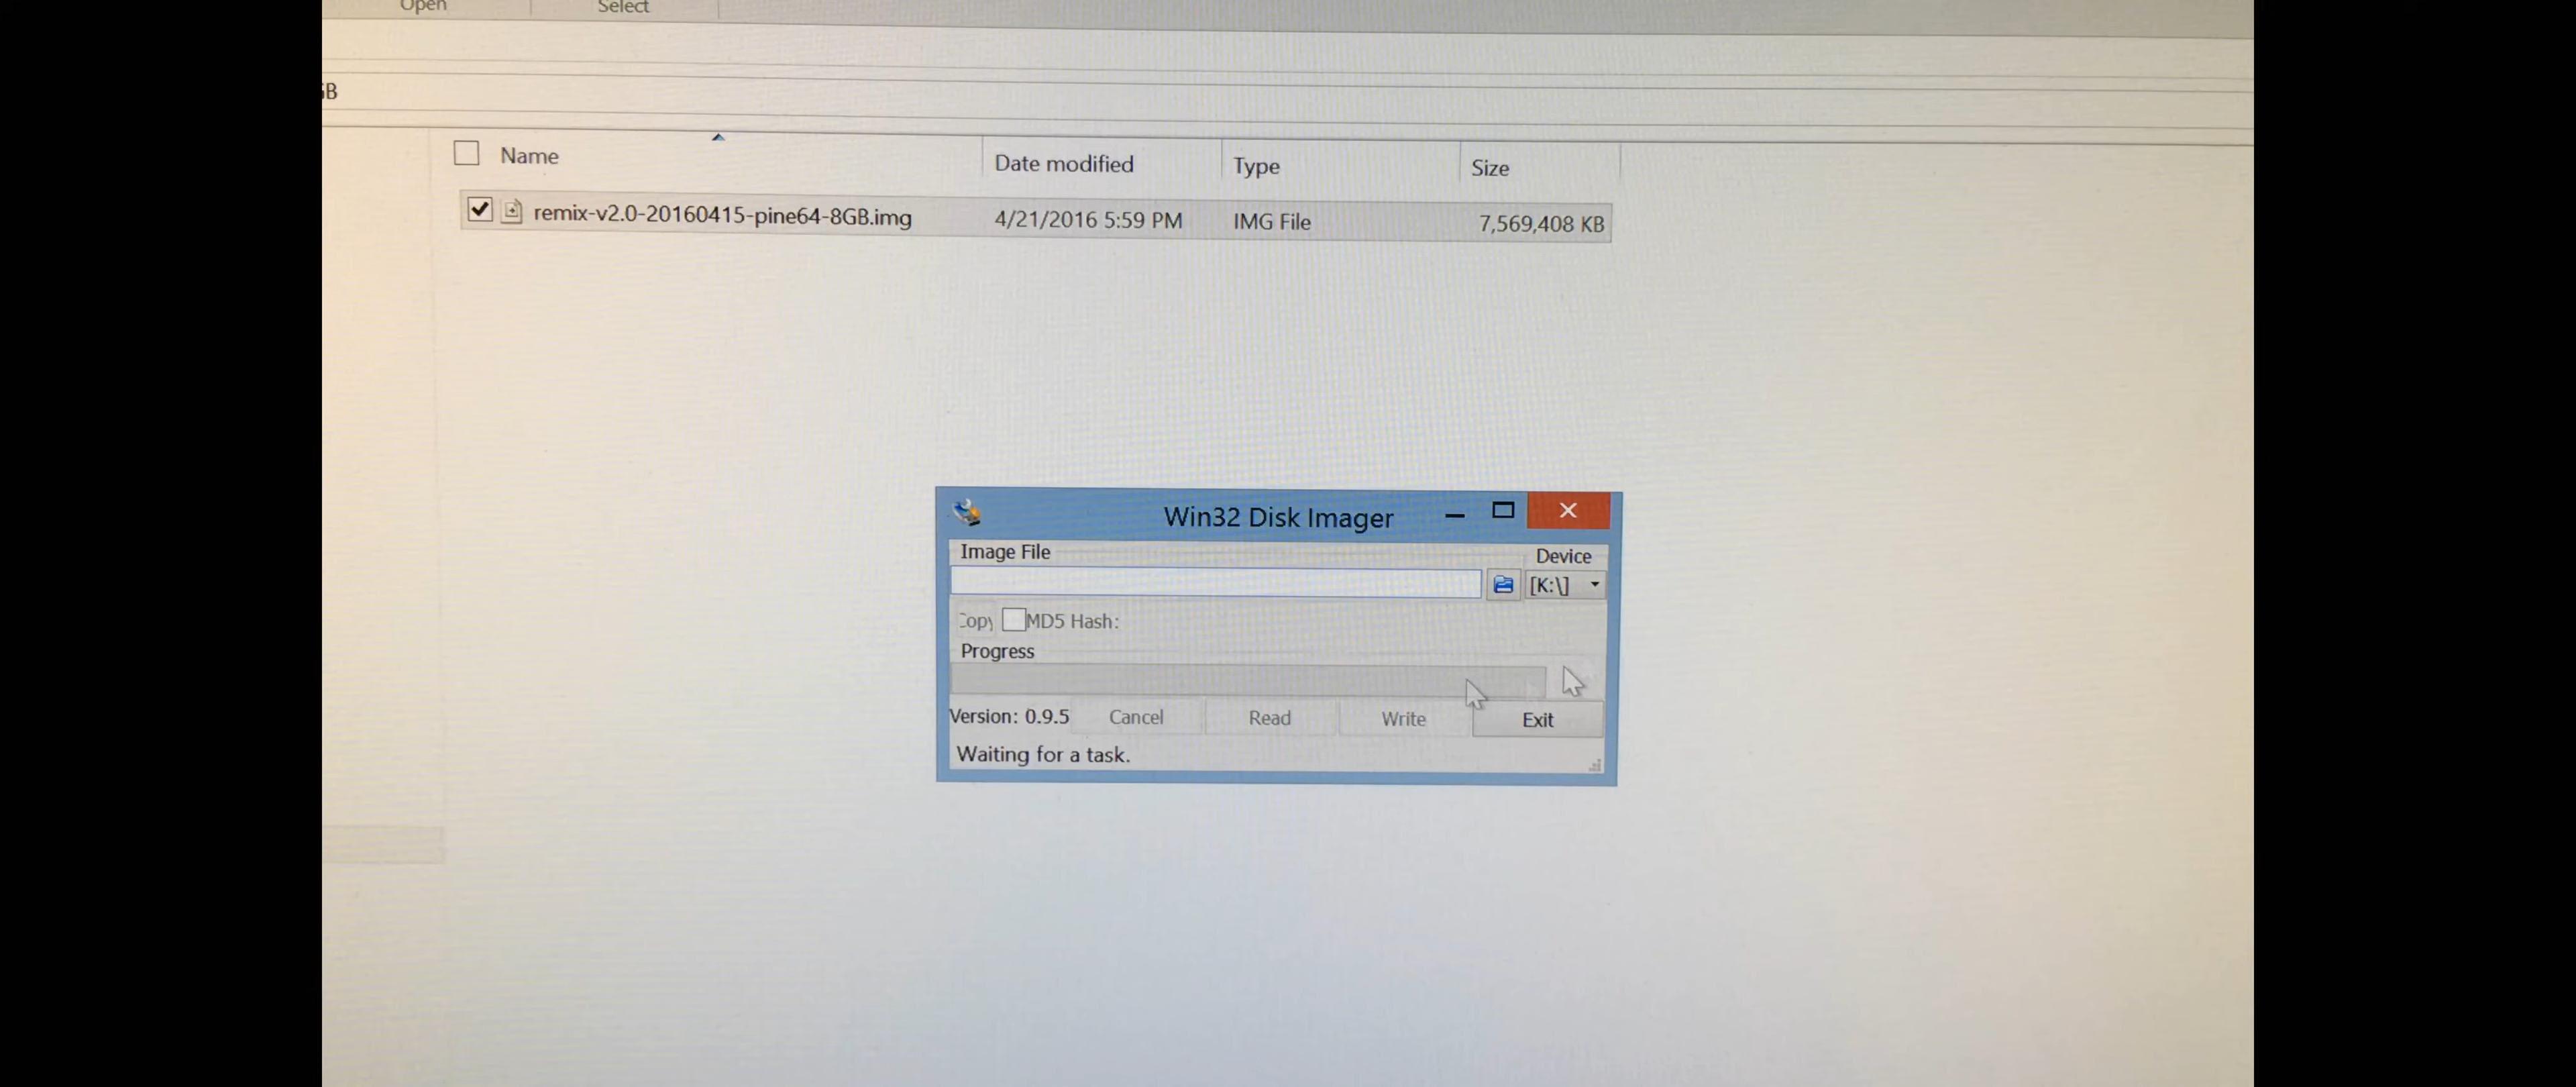 Open Select
GB
Name Date modified Type Size
remix-v2.0-20160415-pine64-8GB.img 4/21/2016 5:59 PM IMG File 7,569,408 KB
Win32 Disk Imager
Image File Device
[K:\]
Copy MD5 Hash:
Progress
Version: 0.9.5 Cancel Read Write Exit
Waiting for a task.